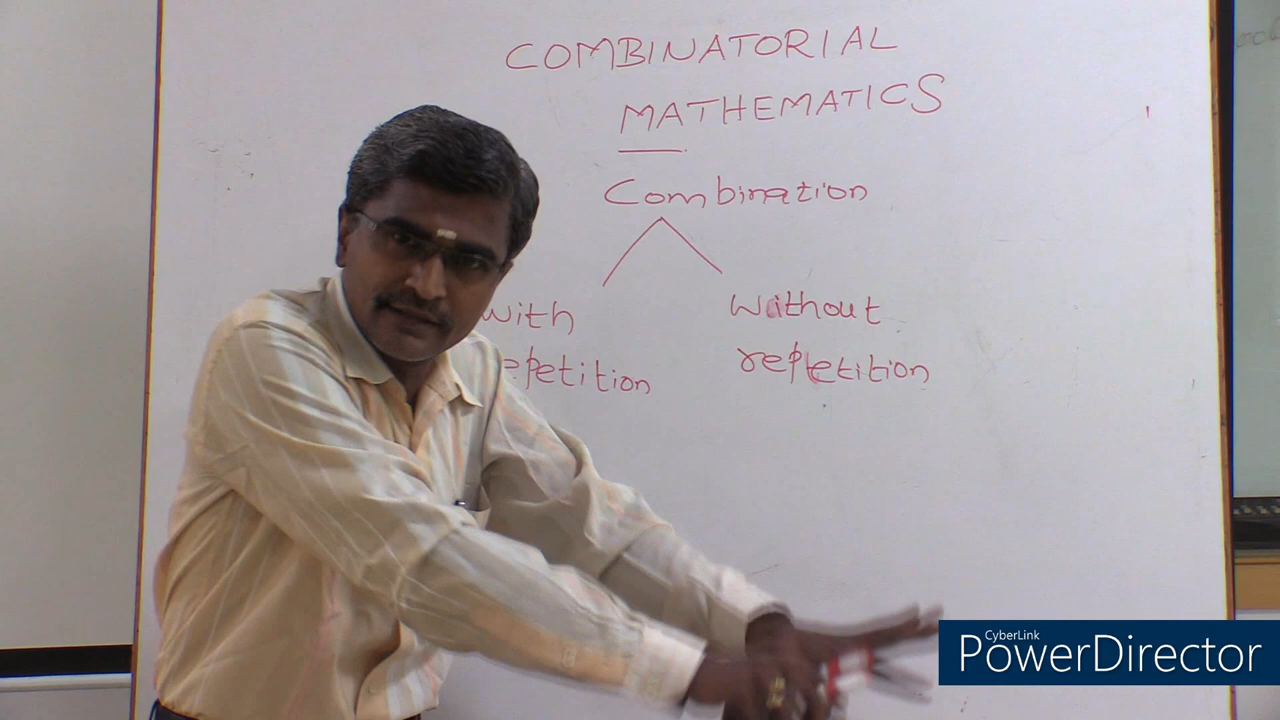 COMBINATORIAL
MATHEMATICS
Combination
with
epetition
without
repetition
CyberLink
PowerDirector